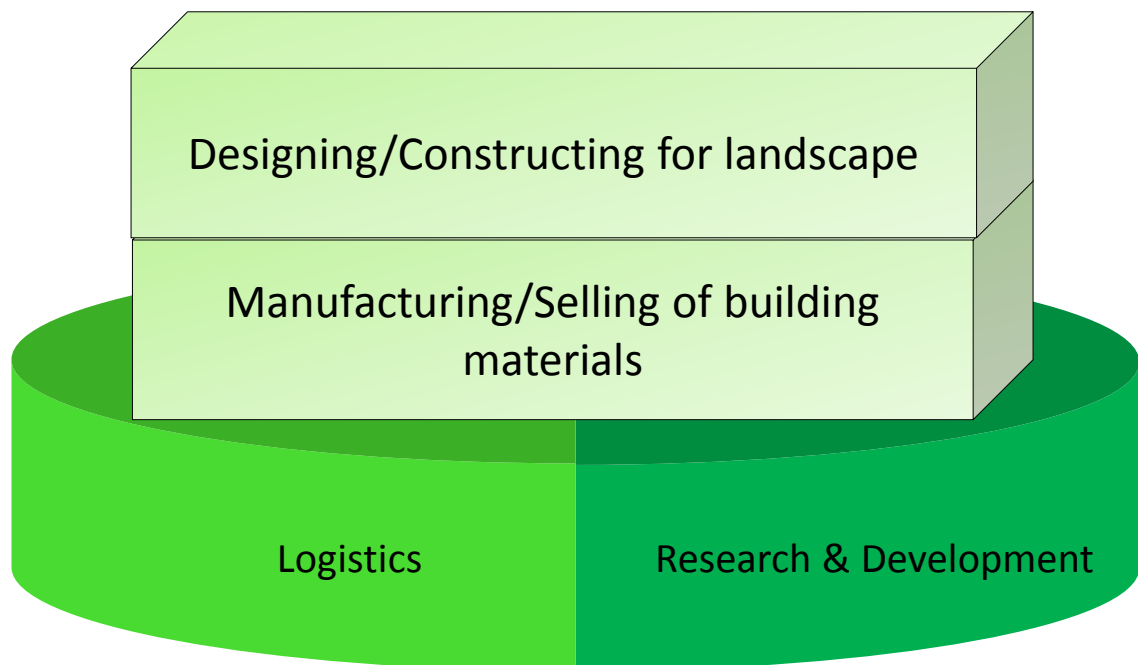 Designing/Constructing for landscape
Manufacturing/Selling of building
materials
Logistics
Research & Development